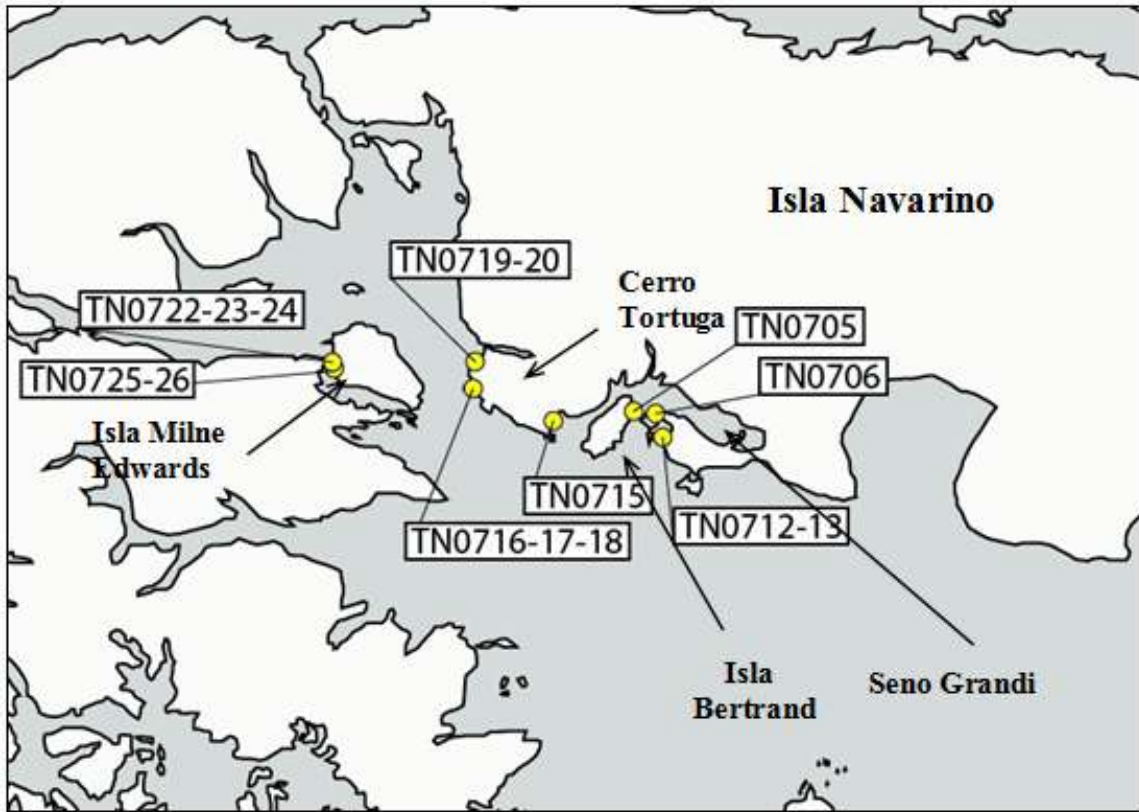 Isla Navarino
TN0719-20
Cerro
Tortuga
TN0722-23-24
TN0705
TN0725-26
TN0706
Isla Milne
Edwards
TN0715
TN0716-17-18
TN0712-13
Isla
Bertrand
Seno Grandi